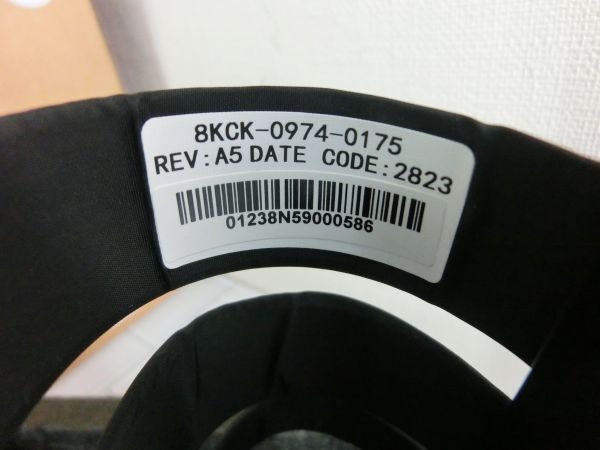 8KCK-0974-0175
REV:A5 DATE CODE:2823
01238N59000586